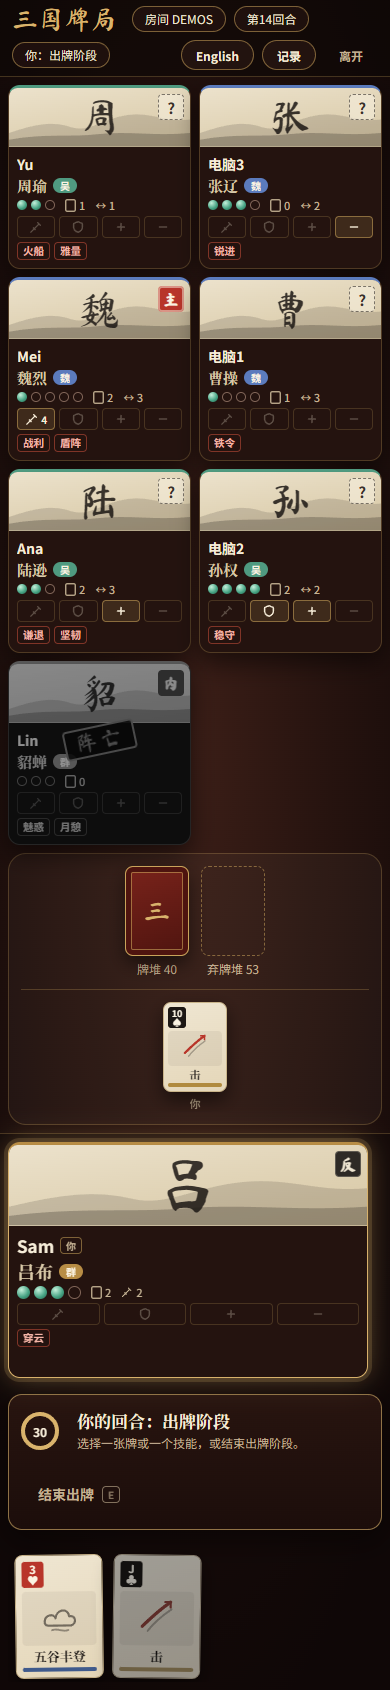 三国牌局
房间 DEMOS
第14回合
你：出牌阶段
English
记录
离开
周
?
Yu
周瑜 吴
1 ↔1
+ −
火船 雅量
张
?
电脑3
张辽 魏
0 ↔2
+ −
锐进
魏
主
Mei
魏烈 魏
2 ↔3
4 + −
战利 盾阵
曹
?
电脑1
曹操 魏
1 ↔3
+ −
铁令
陆
?
Ana
陆逊 吴
2 ↔3
+ −
谦退 坚韧
孙
?
电脑2
孙权 吴
2 ↔2
+ −
稳守
貂
内
阵亡
Lin
貂蝉 群
0
+ −
魅惑 月憩
三
牌堆 40
弃牌堆 53
10
♠
击
你
吕
反
Sam 你
吕布 群
2 2
+ −
穿云
30
你的回合：出牌阶段
选择一张牌或一个技能，或结束出牌阶段。
结束出牌 E
3
♥
五谷丰登
J
♣
击